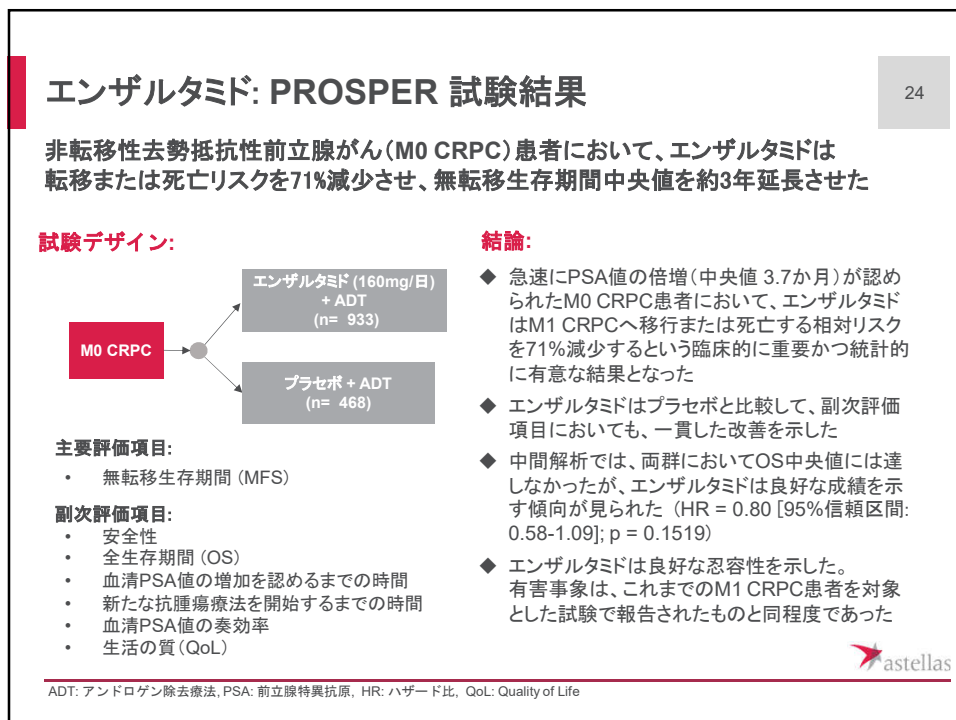 エンザルタミド: PROSPER 試験結果
24
非転移性去勢抵抗性前立腺がん（M0 CRPC）患者において、エンザルタミドは
転移または死亡リスクを71%減少させ、無転移生存期間中央値を約3年延長させた
試験デザイン:
M0 CRPC
エンザルタミド (160mg/日)
+ ADT
(n= 933)
プラセボ + ADT
(n= 468)
主要評価項目:
• 無転移生存期間 (MFS)
副次評価項目:
• 安全性
• 全生存期間 (OS)
• 血清PSA値の増加を認めるまでの時間
• 新たな抗腫瘍療法を開始するまでの時間
• 血清PSA値の奏効率
• 生活の質（QoL）
結論:
◆ 急速にPSA値の倍増（中央値 3.7か月）が認め
られたM0 CRPC患者において、エンザルタミド
はM1 CRPCへ移行または死亡する相対リスク
を71%減少するという臨床的に重要かつ統計的
に有意な結果となった
◆ エンザルタミドはプラセボと比較して、副次評価
項目においても、一貫した改善を示した
◆ 中間解析では、両群においてOS中央値には達
しなかったが、エンザルタミドは良好な成績を示
す傾向が見られた (HR = 0.80 [95%信頼区間:
0.58-1.09]; p = 0.1519)
◆ エンザルタミドは良好な忍容性を示した。
有害事象は、これまでのM1 CRPC患者を対象
とした試験で報告されたものと同程度であった
astellas
ADT: アンドロゲン除去療法, PSA: 前立腺特異抗原, HR: ハザード比, QoL: Quality of Life